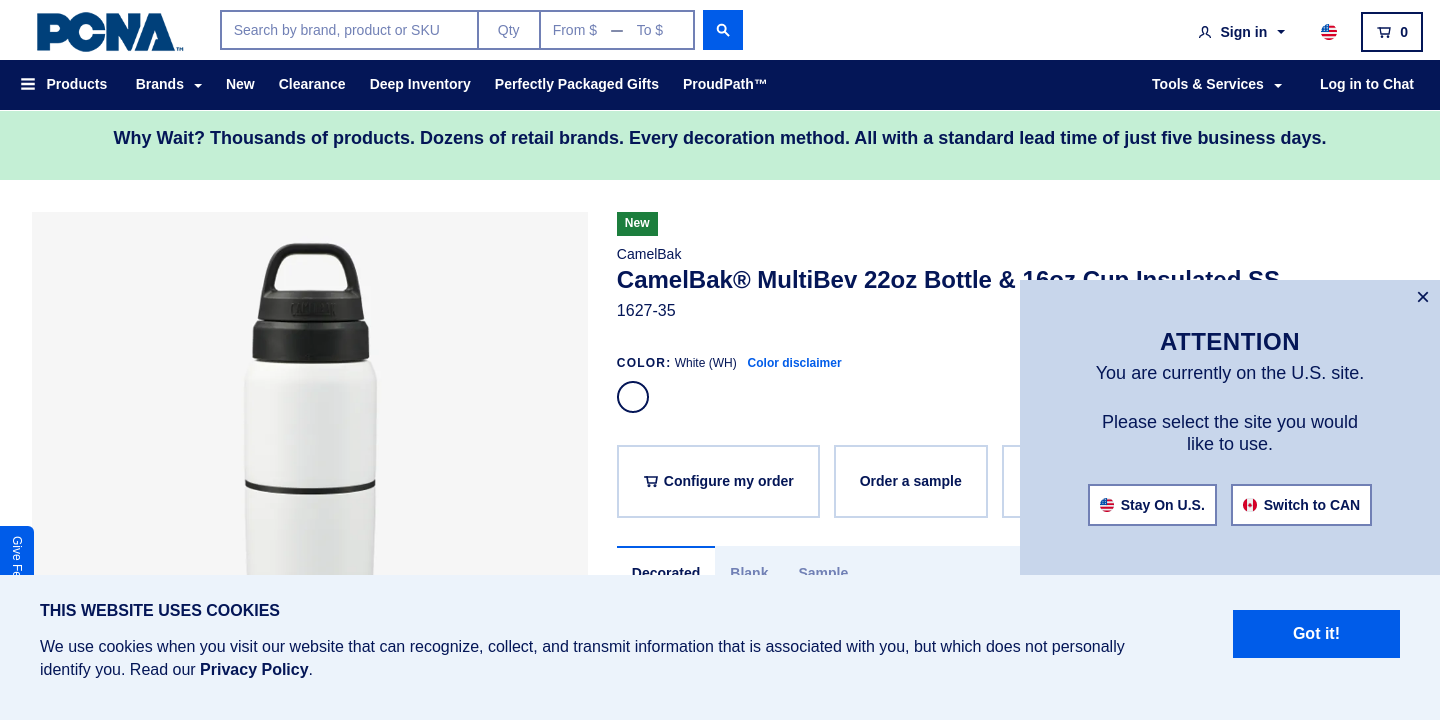 PCNA™
Search by brand, product or SKU
Qty
From $ — To $
Sign in
0
Products
Brands
New
Clearance
Deep Inventory
Perfectly Packaged Gifts
ProudPath™
Tools & Services
Log in to Chat
Why Wait? Thousands of products. Dozens of retail brands. Every decoration method. All with a standard lead time of just five business days.
CAMELBAK
New
CamelBak
CamelBak® MultiBev 22oz Bottle & 16oz Cup Insulated SS
1627-35
COLOR: White (WH) Color disclaimer
Configure my order
Order a sample
Decorated
Blank
Sample
×
ATTENTION
You are currently on the U.S. site.
Please select the site you would
like to use.
Stay On U.S.
Switch to CAN
Give
THIS WEBSITE USES COOKIES
We use cookies when you visit our website that can recognize, collect, and transmit information that is associated with you, but which does not personally
identify you. Read our Privacy Policy.
Got it!